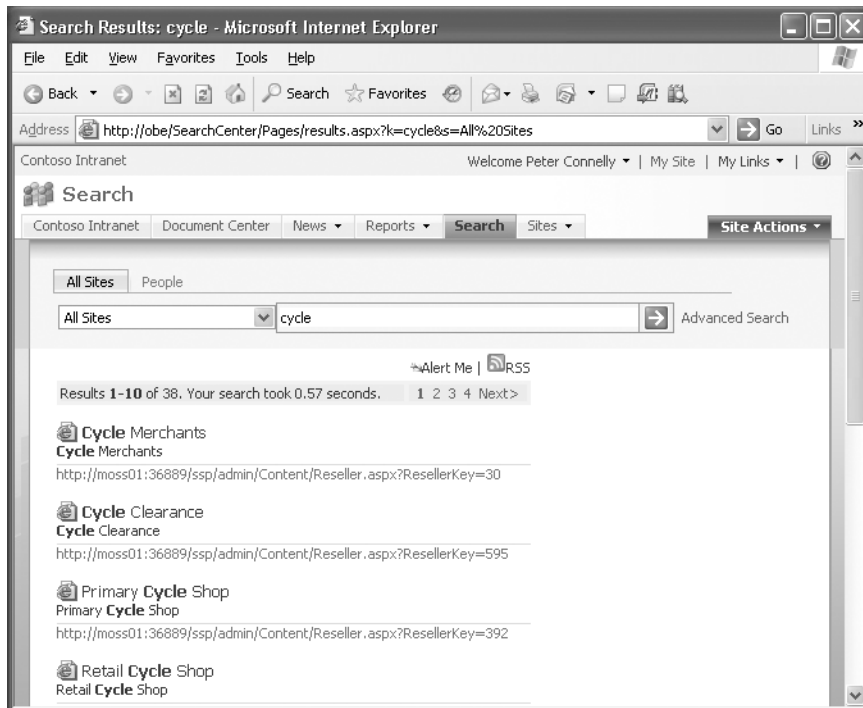 Search Results: cycle - Microsoft Internet Explorer
File Edit View Favorites Tools Help
Back Search Favorites
Address http://obe/SearchCenter/Pages/results.aspx?k=cycle&s=All%20Sites Go Links »
Contoso Intranet Welcome Peter Connelly | My Site | My Links |
Search
Contoso Intranet Document Center News Reports Search Sites Site Actions
All Sites People
All Sites cycle Advanced Search
Alert Me | RSS
Results 1-10 of 38. Your search took 0.57 seconds. 1 2 3 4 Next>
Cycle Merchants
Cycle Merchants
http://moss01:36889/ssp/admin/Content/Reseller.aspx?ResellerKey=30
Cycle Clearance
Cycle Clearance
http://moss01:36889/ssp/admin/Content/Reseller.aspx?ResellerKey=595
Primary Cycle Shop
Primary Cycle Shop
http://moss01:36889/ssp/admin/Content/Reseller.aspx?ResellerKey=392
Retail Cycle Shop
Retail Cycle Shop